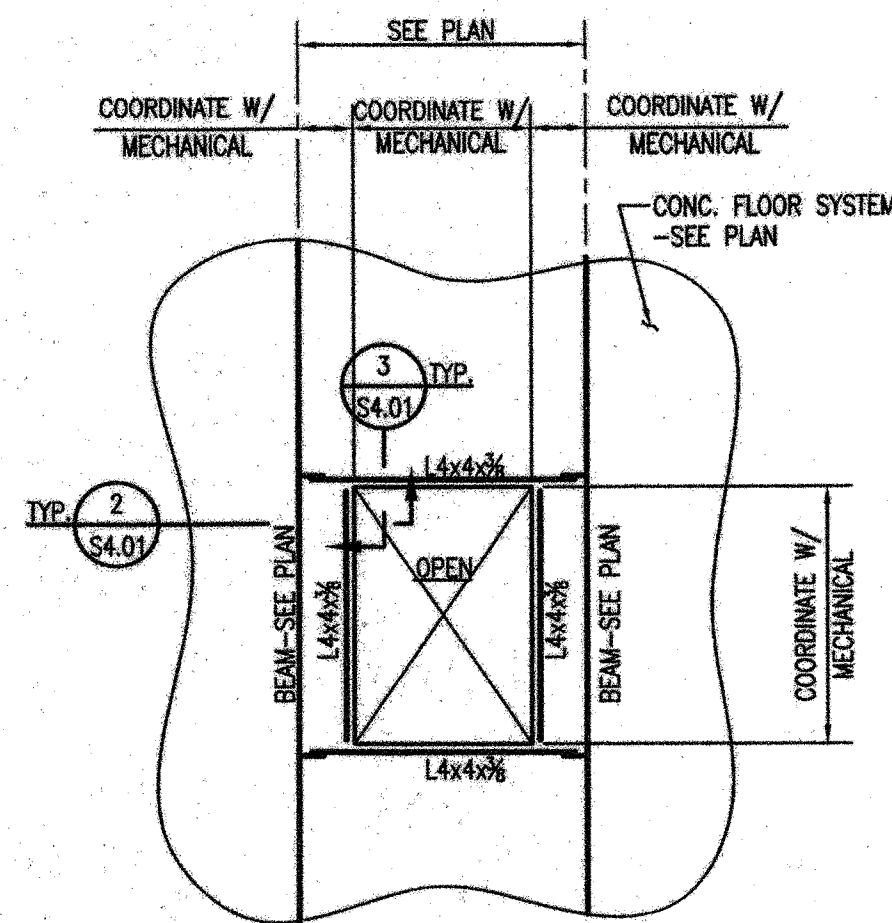 SEE PLAN
COORDINATE W/
MECHANICAL
COORDINATE W/
MECHANICAL
COORDINATE W/
MECHANICAL
CONC. FLOOR SYSTEM
-SEE PLAN
3
S4.01
TYP.
L4x4x⅜
TYP.
2
S4.01
BEAM-SEE PLAN
L4x4x⅜
OPEN
L4x4x⅜
BEAM-SEE PLAN
COORDINATE W/
MECHANICAL
L4x4x⅜